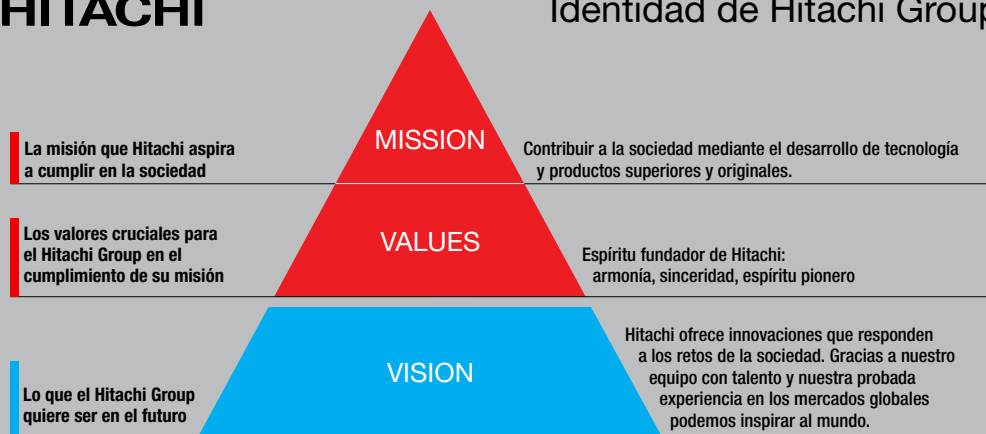 HITACHI
Identidad de Hitachi Group
La misión que Hitachi aspira
a cumplir en la sociedad
MISSION
Contribuir a la sociedad mediante el desarrollo de tecnología
y productos superiores y originales.
Los valores cruciales para
el Hitachi Group en el
cumplimiento de su misión
VALUES
Espíritu fundador de Hitachi:
armonía, sinceridad, espíritu pionero
Lo que el Hitachi Group
quiere ser en el futuro
VISION
Hitachi ofrece innovaciones que responden
a los retos de la sociedad. Gracias a nuestro
equipo con talento y nuestra probada
experiencia en los mercados globales
podemos inspirar al mundo.